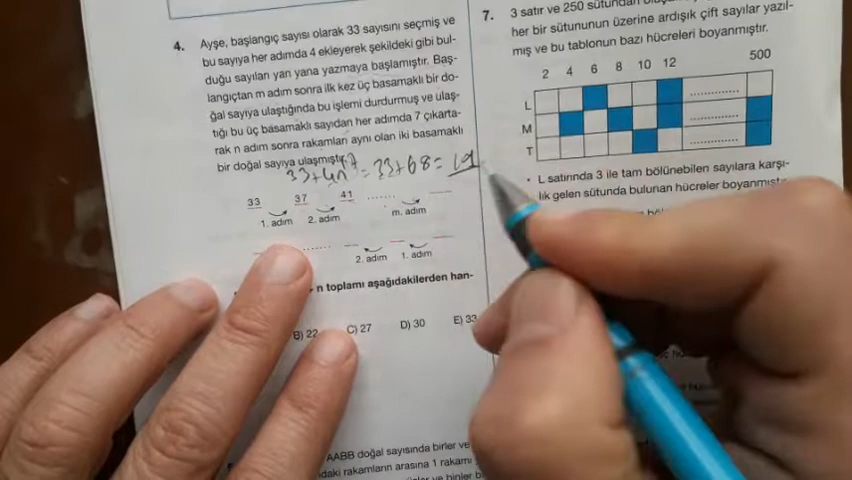 4. Ayşe, başlangıç sayısı olarak 33 sayısını seçmiş ve
bu sayıya her adımda 4 ekleyerek şekildeki gibi bul-
duğu sayıları yan yana yazmaya başlamıştır. Baş-
langıçtan m adım sonra ilk kez üç basamaklı bir do-
ğal sayıya ulaştığında bu işlemi durdurmuş ve ulaş-
tığı bu üç basamaklı sayıdan her adımda 7 çıkarta-
rak n adım sonra rakamları aynı olan iki basamaklı
bir doğal sayıya ulaşmıştır.
33+4n = 33+68=
33 37 41 ........
1. adım 2. adım m. adım
........
2. adım 1. adım
n toplamı aşağıdakilerden han-
B) 22 C) 27 D) 30 E) 33
AABB doğal sayısında birler ve
daki rakamların arasına 1 rakamı
7. 3 satır ve 250 sütundan
her bir sütununun üzerine ardışık çift sayılar yazıl-
mış ve bu tablonun bazı hücreleri boyanmıştır.
2 4 6 8 10 12 500
L ..............
M ..............
T ..............
• L satırında 3 ile tam bölünebilen sayılara karşı-
lık gelen sütunda bulunan hücreler boyanmıştır.